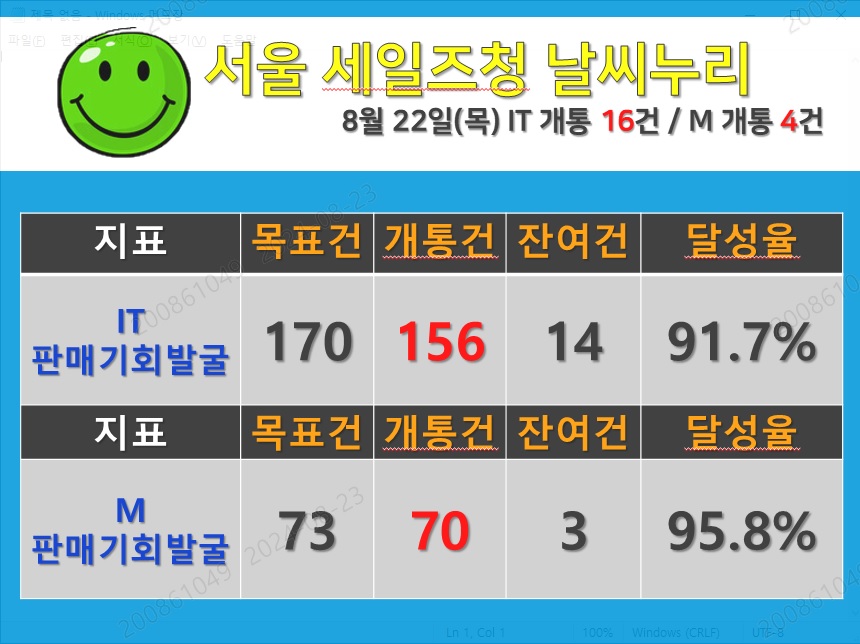 제목 없음 - Windows 메모장
파일(F) 편집(E) 서식(O) 보기(V) 도움말
서울 세일즈청 날씨누리
8월 22일(목) IT 개통 16건 / M 개통 4건
지표 목표건 개통건 잔여건 달성율
IT
판매기회발굴 170 156 14 91.7%
지표 목표건 개통건 잔여건 달성율
M
판매기회발굴 73 70 3 95.8%
200861049 2024-08-23
200861049 2024-08-23
Ln 1, Col 1 100% Windows (CRLF) UTF-8